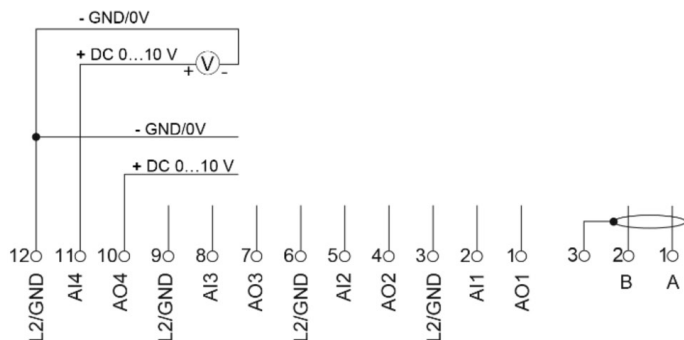 - GND/0V
+ DC 0...10 V
+ V -
- GND/0V
+ DC 0...10 V
12 11 10 9 8 7 6 5 4 3 2 1 3 2 1
L2/GND AI4 AO4 L2/GND AI3 AO3 L2/GND AI2 AO2 L2/GND AI1 AO1 B A